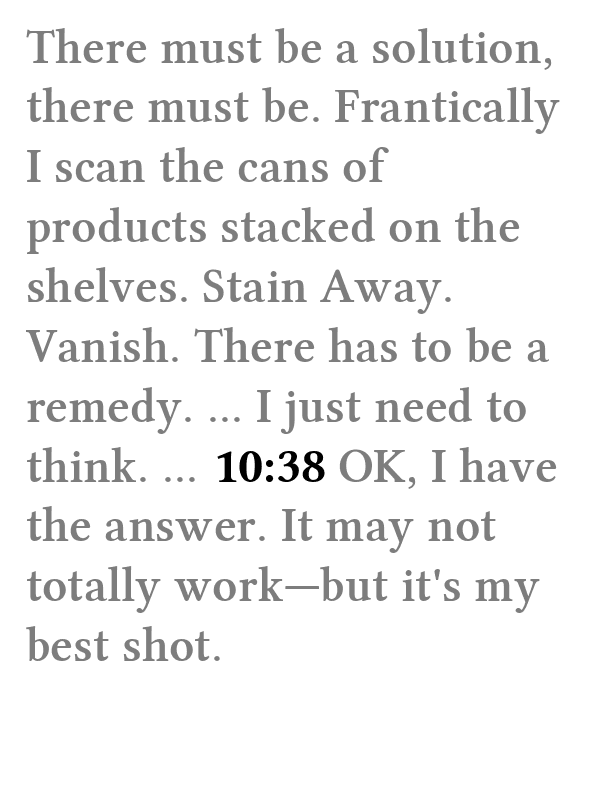 There must be a solution,
there must be. Frantically
I scan the cans of
products stacked on the
shelves. Stain Away.
Vanish. There has to be a
remedy. ... I just need to
think. ... 10:38 OK, I have
the answer. It may not
totally work—but it's my
best shot.